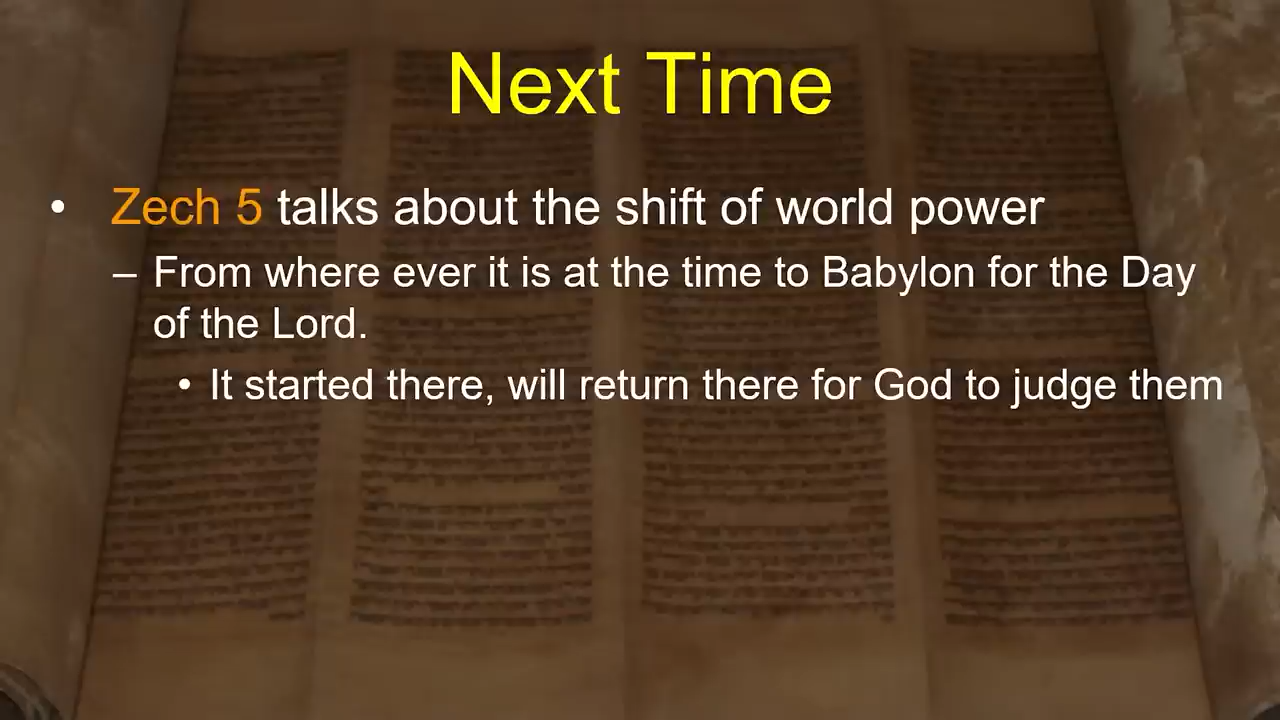 Next Time
• Zech 5 talks about the shift of world power
– From where ever it is at the time to Babylon for the Day
of the Lord.
• It started there, will return there for God to judge them